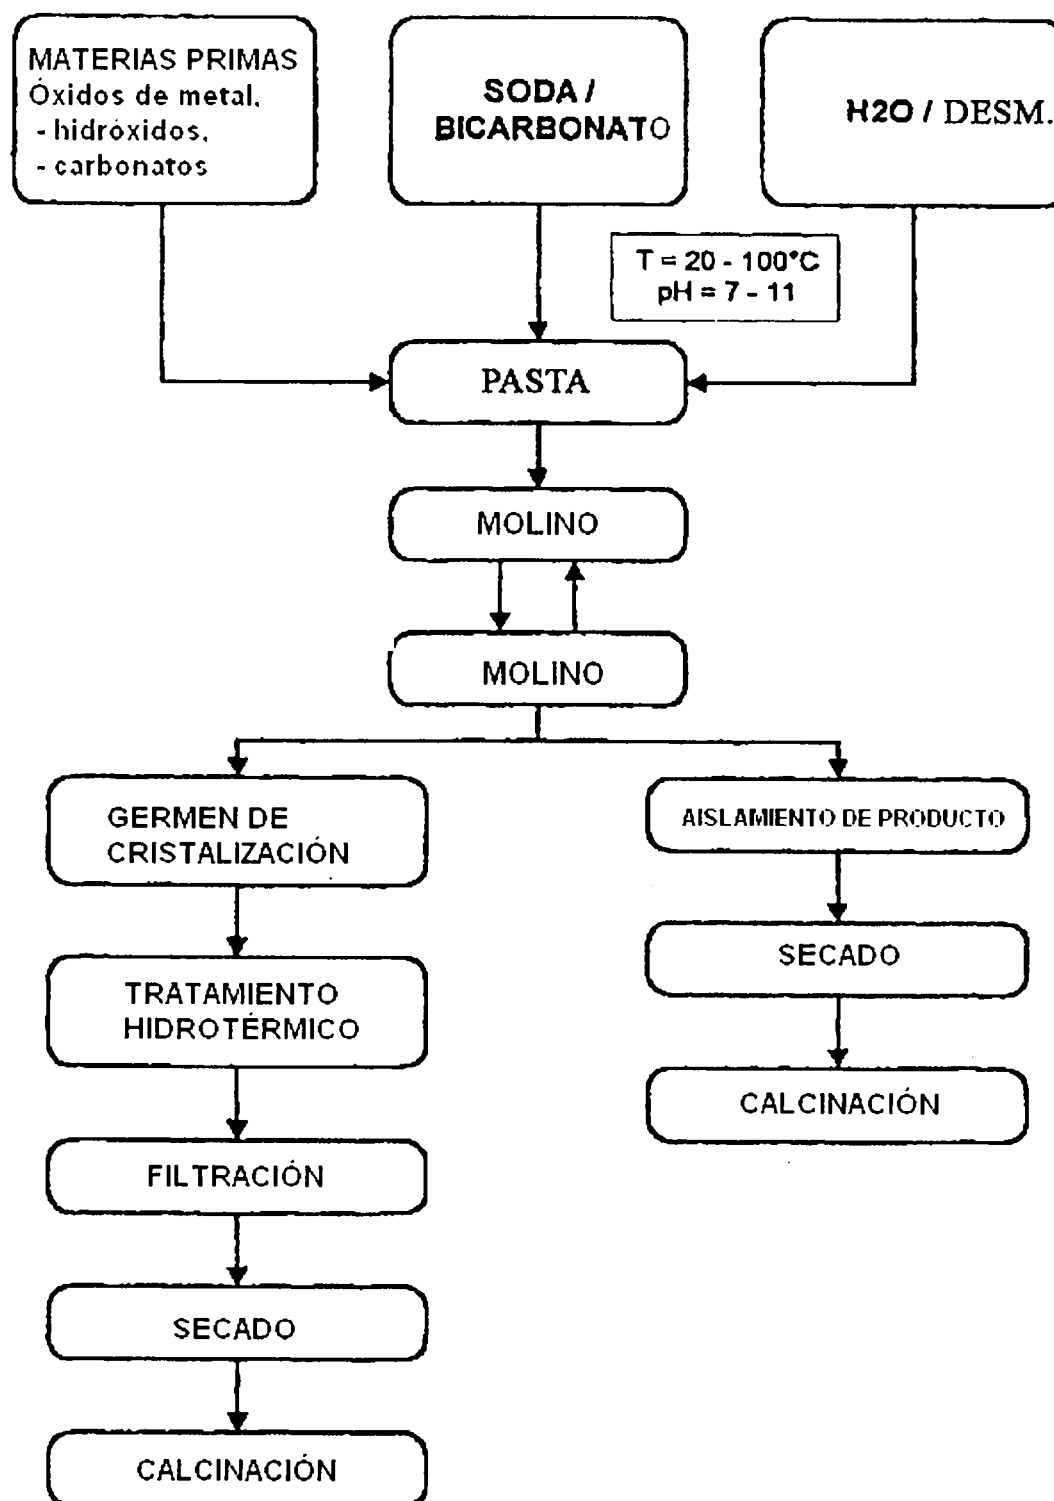 MATERIAS PRIMAS
Óxidos de metal,
- hidróxidos,
- carbonatos
SODA /
BICARBONATO
H2O / DESM.
T = 20 - 100°C
pH = 7 - 11
PASTA
MOLINO
MOLINO
GERMEN DE
CRISTALIZACIÓN
AISLAMIENTO DE PRODUCTO
TRATAMIENTO
HIDROTÉRMICO
SECADO
FILTRACIÓN
CALCINACIÓN
SECADO
CALCINACIÓN